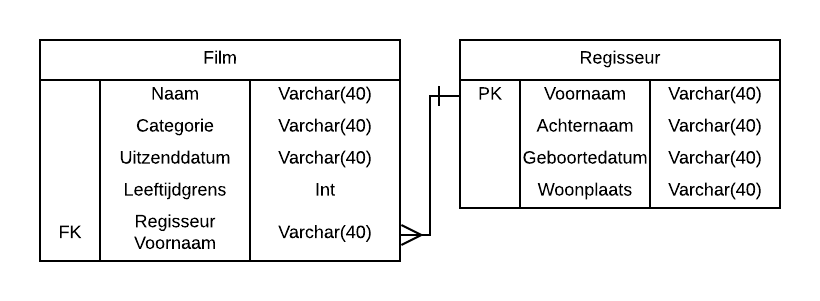 Film
Naam Varchar(40)
Categorie Varchar(40)
Uitzenddatum Varchar(40)
Leeftijdgrens Int
FK Regisseur Voornaam Varchar(40)
Regisseur
PK Voornaam Varchar(40)
Achternaam Varchar(40)
Geboortedatum Varchar(40)
Woonplaats Varchar(40)